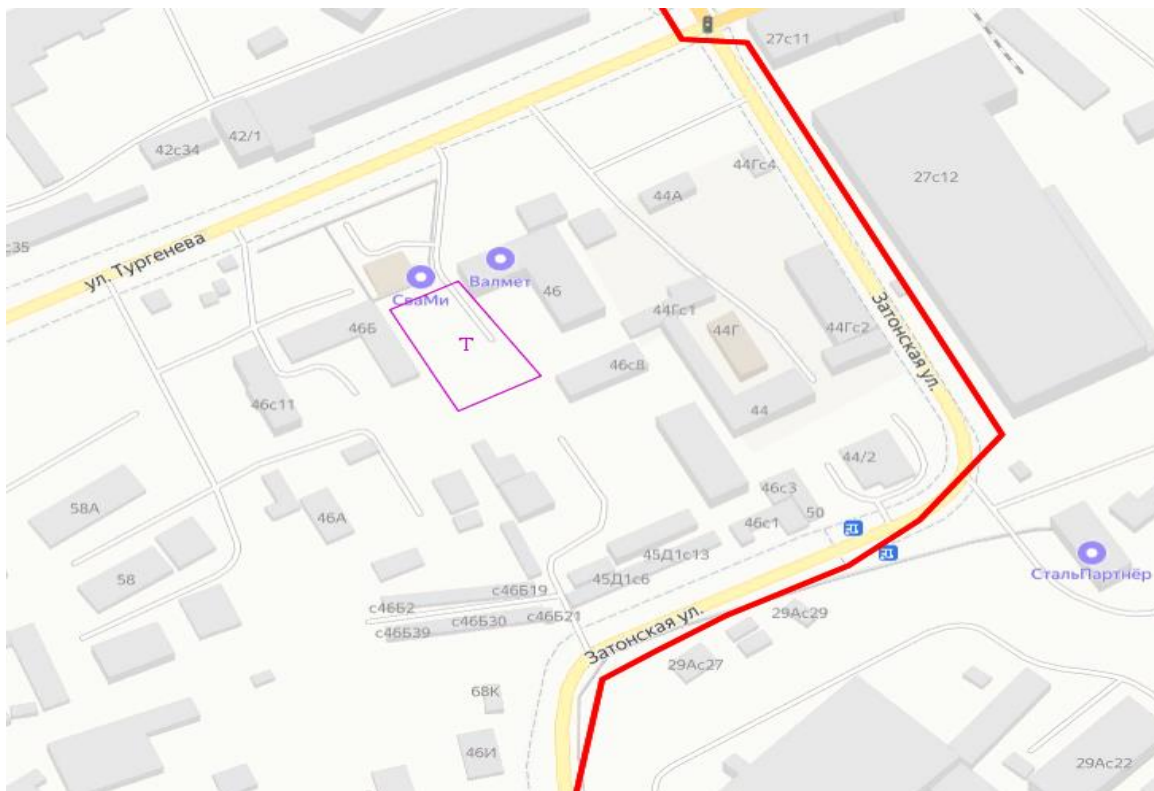 27с11
42/1
42с34
44Гс4
27с12
44А
с35
ул. Тургенева
Валмет
СваМи
46
44Гс1
46Б
Т
44Г
44Гс2
Затонская ул.
46с8
46с11
44
44/2
46с3
58А
46А
50
46с1
45Д1с13
СтальПартнёр
58
45Д1с6
с46Б19
с46Б2
с46Б21
с46Б30
с46Б39
29Ас29
Затонская ул.
29Ас27
68К
46И
29Ас22